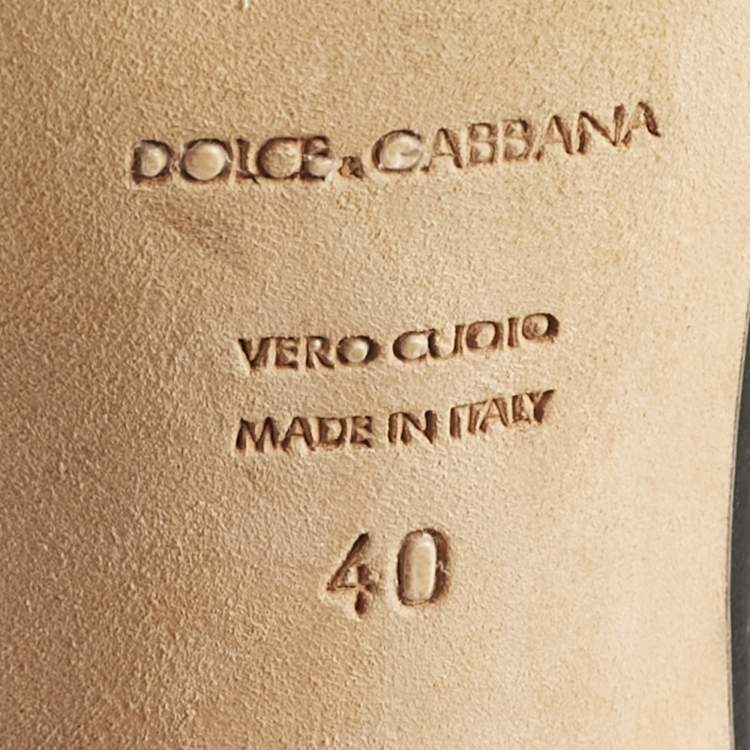 DOLCE & GABBANA
VERO CUOIO
MADE IN ITALY
40